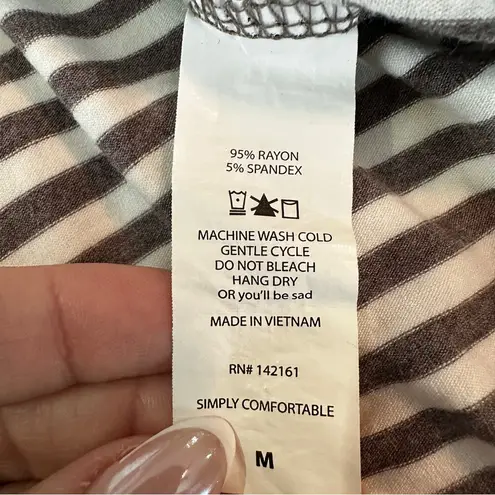 95% RAYON
5% SPANDEX
MACHINE WASH COLD
GENTLE CYCLE
DO NOT BLEACH
HANG DRY
OR you'll be sad
MADE IN VIETNAM
RN# 142161
SIMPLY COMFORTABLE
M